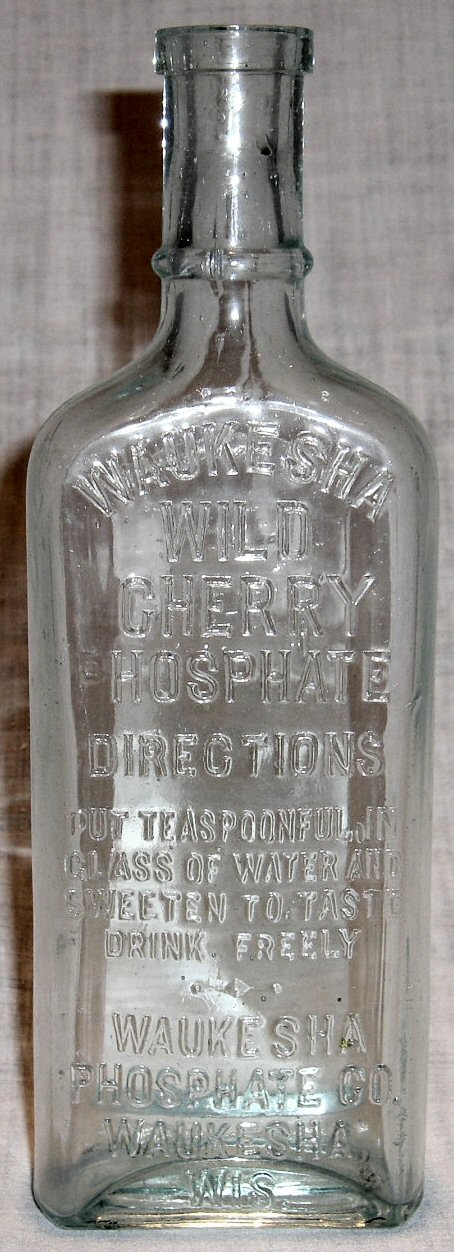 WAUKESHA
WILD
CHERRY
PHOSPHATE
DIRECTIONS
PUT TEASPOONFUL IN
GLASS OF WATER AND
SWEETEN TO TASTE
DRINK FREELY
WAUKESHA
PHOSPHATE CO.
WAUKESHA,
WIS